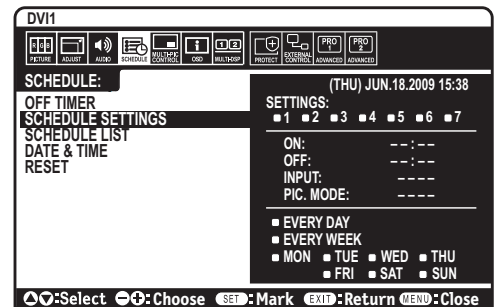 DVI1
RGB
PICTURE ADJUST AUDIO SCHEDULE MULTI-PIC CONTROL OSD 1 2 MULTI-DSP PROTECT EXTERNAL CONTROL PRO 1 ADVANCED PRO 2 ADVANCED
SCHEDULE:
OFF TIMER
SCHEDULE SETTINGS
SCHEDULE LIST
DATE & TIME
RESET
(THU) JUN.18.2009 15:38
SETTINGS:
1 2 3 4 5 6 7
ON: --:--
OFF: --:--
INPUT: ----
PIC. MODE: ----
EVERY DAY
EVERY WEEK
MON TUE WED THU
FRI SAT SUN
:Select :Choose SET:Mark EXIT:Return MENU:Close